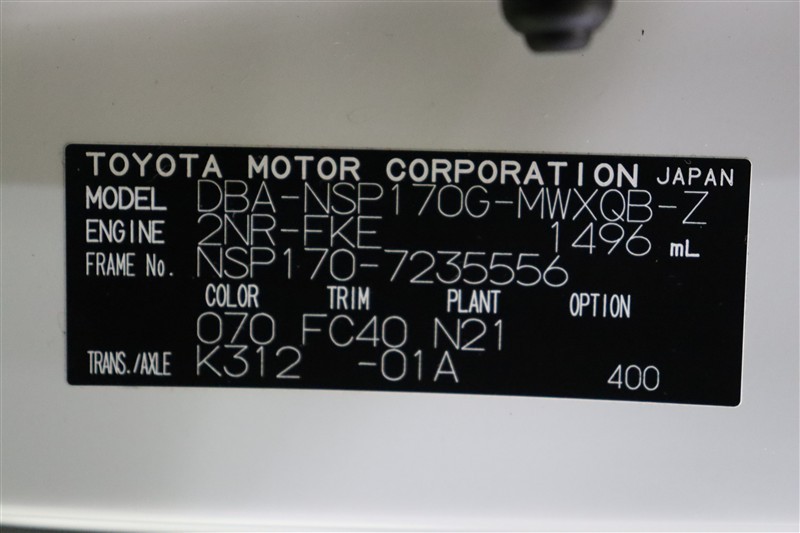 TOYOTA MOTOR CORPORATION JAPAN
MODEL DBA-NSP170G-MWXQB-Z
ENGINE 2NR-FKE 1496 mL
FRAME No. NSP170-7235556
COLOR TRIM PLANT OPTION
070 FC40 N21
TRANS./AXLE K312 -01A 400